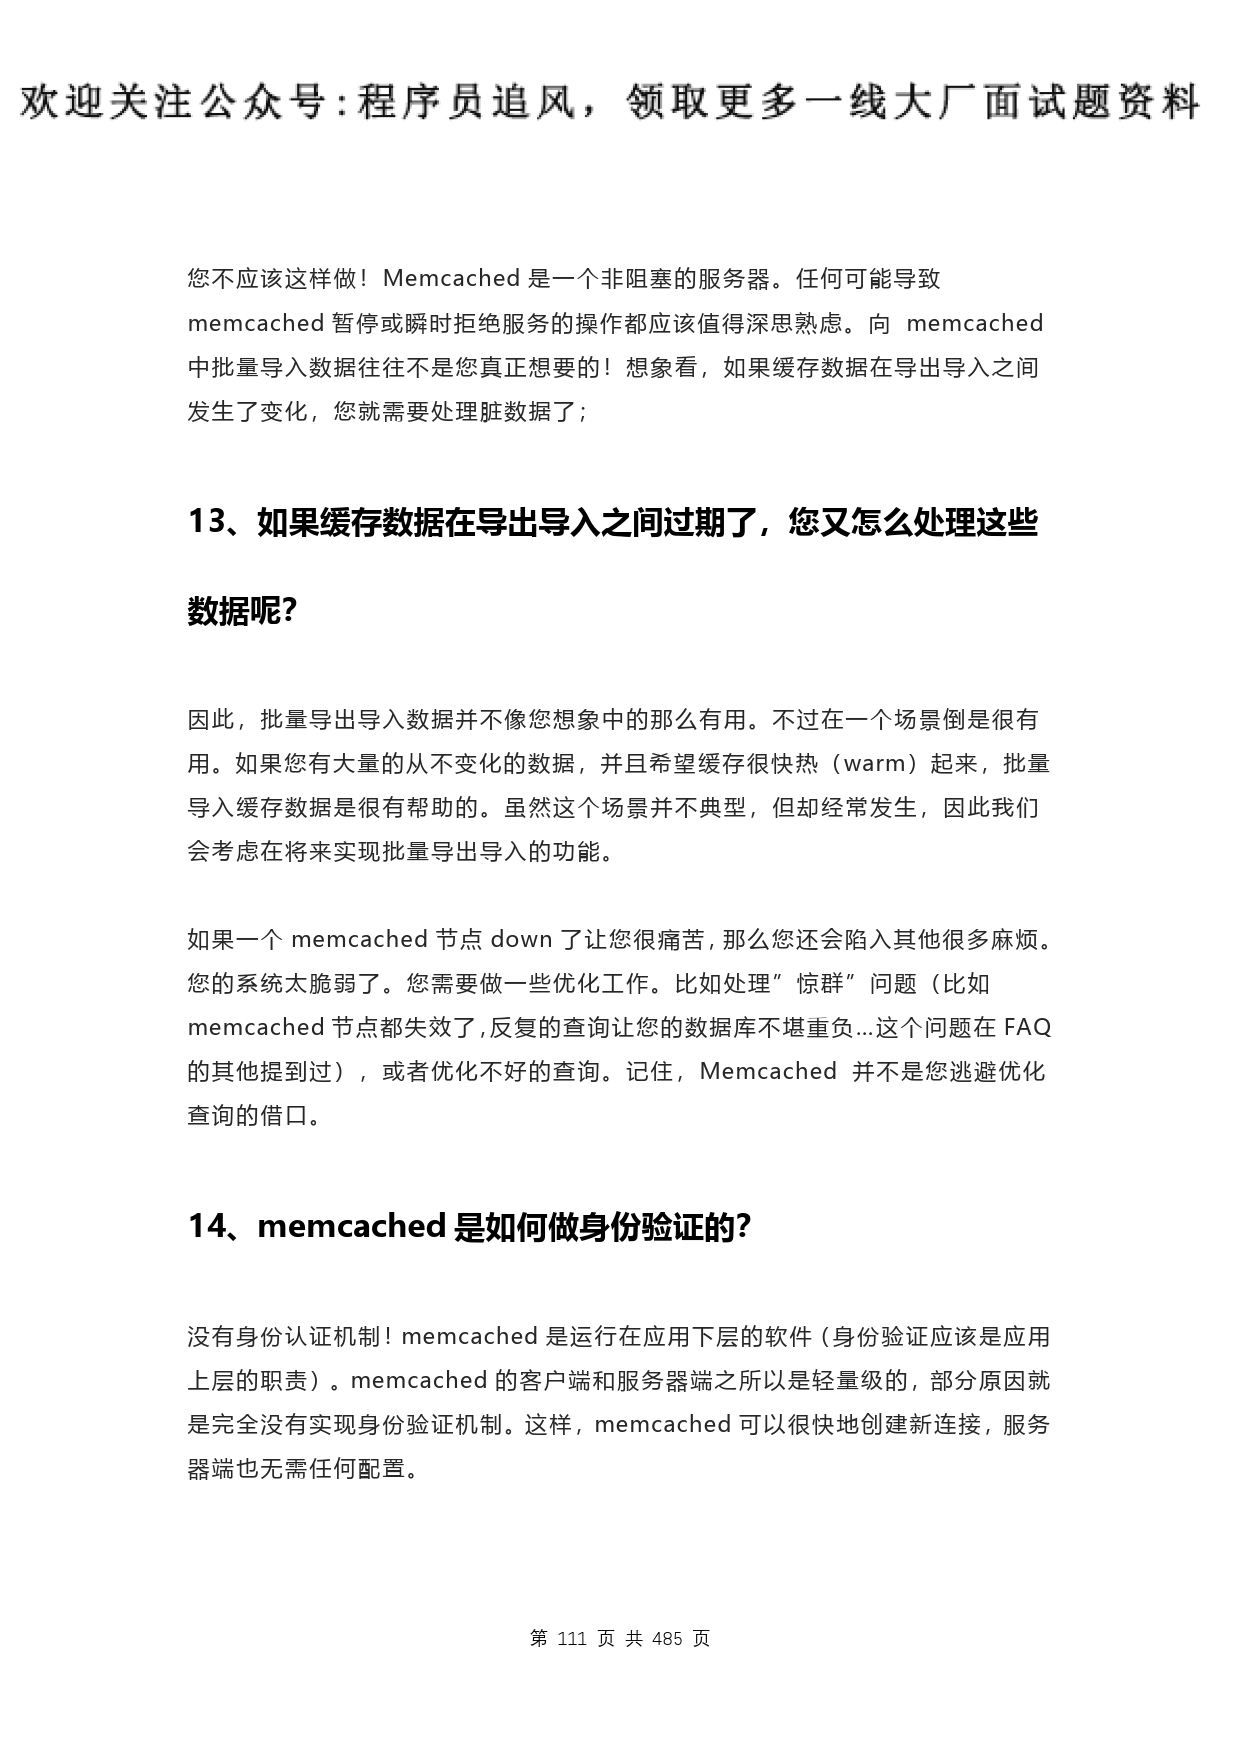 欢迎关注公众号:程序员追风，领取更多一线大厂面试题资料
您不应该这样做！Memcached 是一个非阻塞的服务器。任何可能导致
memcached 暂停或瞬时拒绝服务的操作都应该值得深思熟虑。向 memcached
中批量导入数据往往不是您真正想要的！想象看，如果缓存数据在导出导入之间
发生了变化，您就需要处理脏数据了；
13、如果缓存数据在导出导入之间过期了，您又怎么处理这些
数据呢？
因此，批量导出导入数据并不像您想象中的那么有用。不过在一个场景倒是很有
用。如果您有大量的从不变化的数据，并且希望缓存很快热（warm）起来，批量
导入缓存数据是很有帮助的。虽然这个场景并不典型，但却经常发生，因此我们
会考虑在将来实现批量导出导入的功能。
如果一个 memcached 节点 down 了让您很痛苦，那么您还会陷入其他很多麻烦。
您的系统太脆弱了。您需要做一些优化工作。比如处理”惊群”问题（比如
memcached 节点都失效了，反复的查询让您的数据库不堪重负…这个问题在 FAQ
的其他提到过），或者优化不好的查询。记住，Memcached 并不是您逃避优化
查询的借口。
14、memcached 是如何做身份验证的？
没有身份认证机制！memcached 是运行在应用下层的软件（身份验证应该是应用
上层的职责）。memcached 的客户端和服务器端之所以是轻量级的，部分原因就
是完全没有实现身份验证机制。这样，memcached 可以很快地创建新连接，服务
器端也无需任何配置。
第 111 页 共 485 页